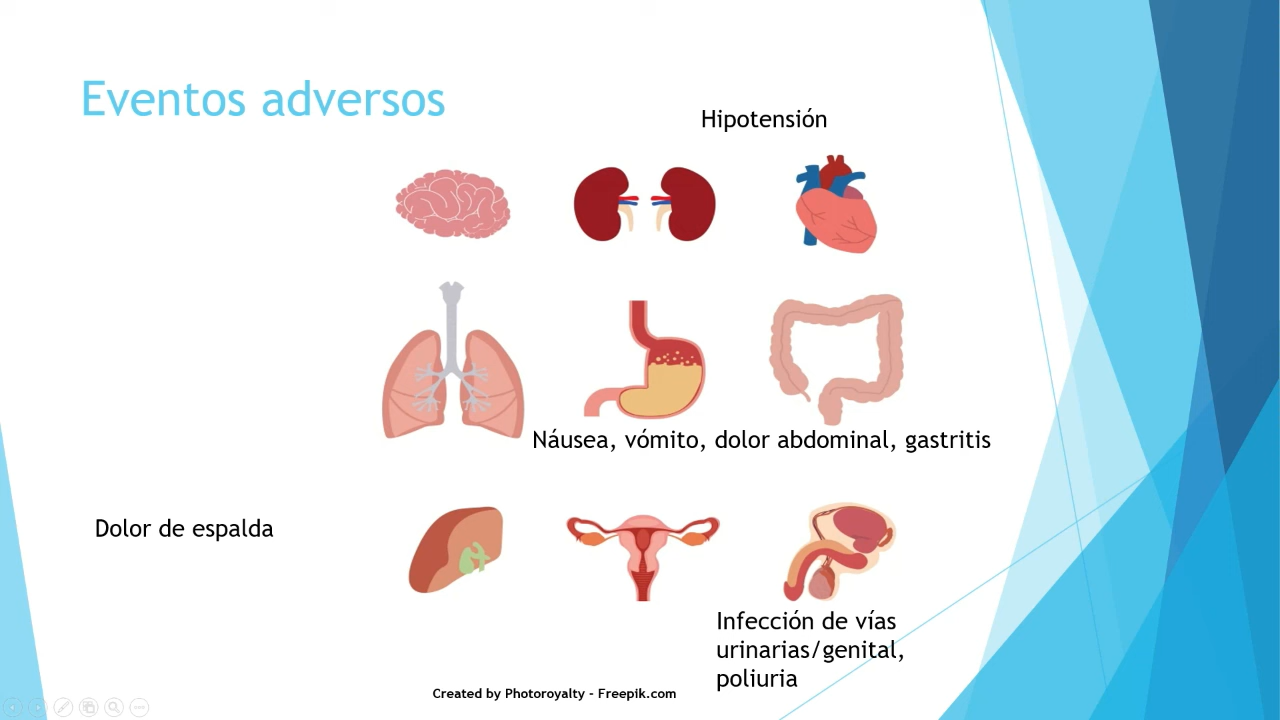 Eventos adversos
Hipotensión
Náusea, vómito, dolor abdominal, gastritis
Dolor de espalda
Infección de vías
urinarias/genital,
poliuria
Created by Photoroyalty - Freepik.com